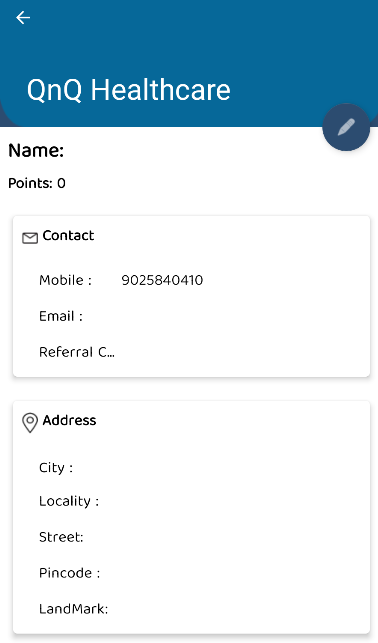 QnQ Healthcare
Name:
Points: 0
Contact
Mobile : 9025840410
Email :
Referral C...
Address
City :
Locality :
Street:
Pincode :
LandMark: